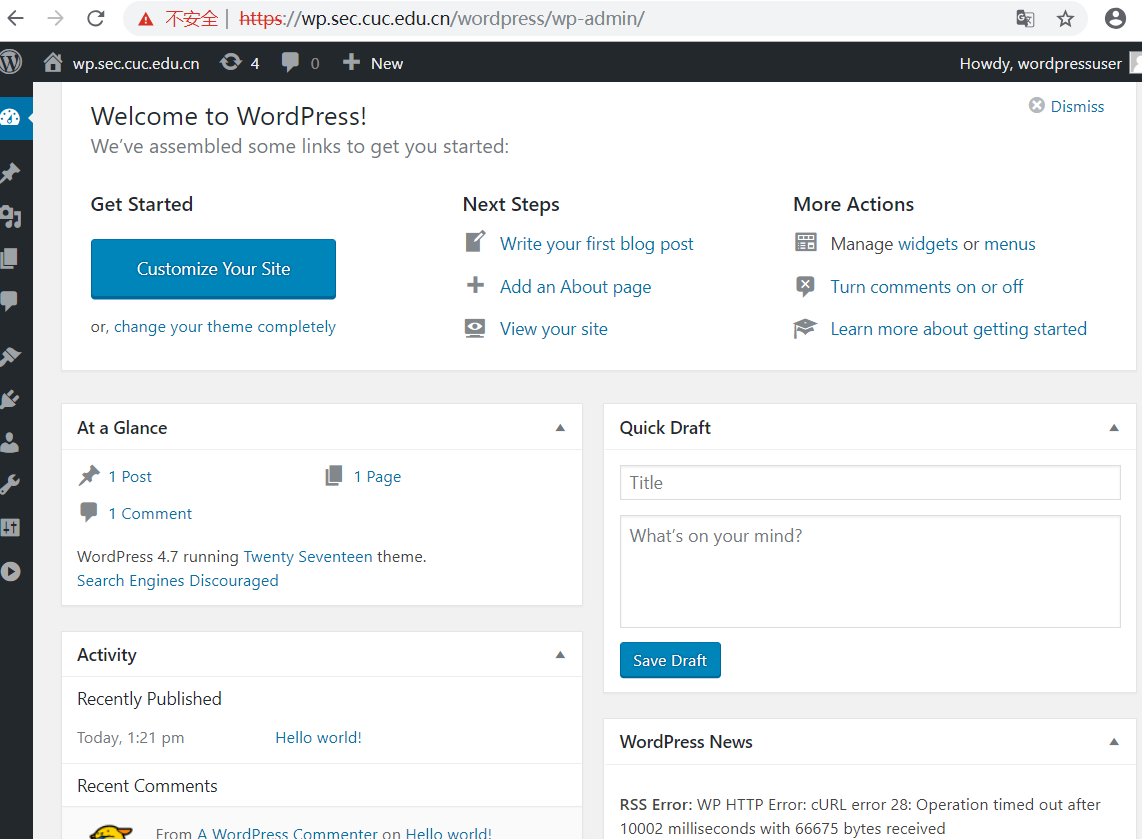 不安全 | https://wp.sec.cuc.edu.cn/wordpress/wp-admin/
wp.sec.cuc.edu.cn 4 0 New Howdy, wordpressuser
Welcome to WordPress! Dismiss
We’ve assembled some links to get you started:
Get Started
Customize Your Site
or, change your theme completely
Next Steps
Write your first blog post
Add an About page
View your site
More Actions
Manage widgets or menus
Turn comments on or off
Learn more about getting started
At a Glance
1 Post 1 Page
1 Comment
WordPress 4.7 running Twenty Seventeen theme.
Search Engines Discouraged
Activity
Recently Published
Today, 1:21 pm Hello world!
Recent Comments
From A WordPress Commenter on Hello world!
Quick Draft
Title
What’s on your mind?
Save Draft
WordPress News
RSS Error: WP HTTP Error: cURL error 28: Operation timed out after
10002 milliseconds with 66675 bytes received